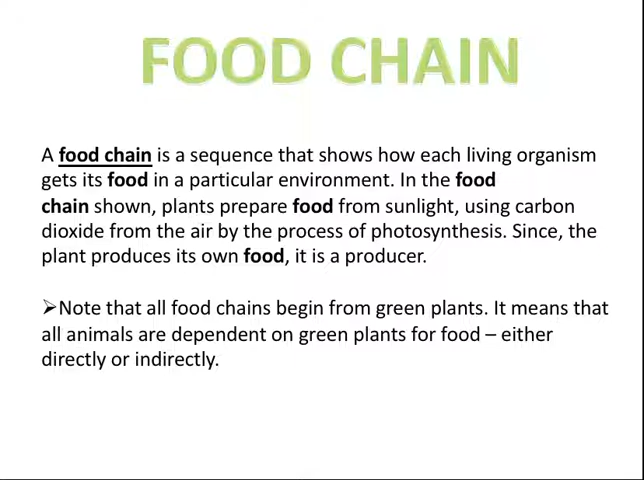 FOOD CHAIN
A food chain is a sequence that shows how each living organism
gets its food in a particular environment. In the food
chain shown, plants prepare food from sunlight, using carbon
dioxide from the air by the process of photosynthesis. Since, the
plant produces its own food, it is a producer.
➢Note that all food chains begin from green plants. It means that
all animals are dependent on green plants for food – either
directly or indirectly.